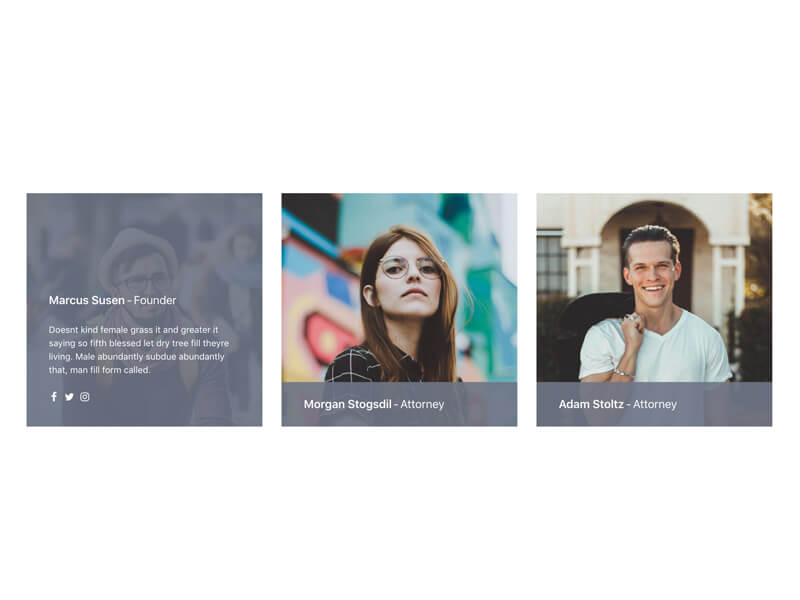 Marcus Susen - Founder
Doesnt kind female grass it and greater it
saying so fifth blessed let dry tree fill theyre
living. Male abundantly subdue abundantly
that, man fill form called.
Morgan Stogsdil - Attorney
Adam Stoltz - Attorney